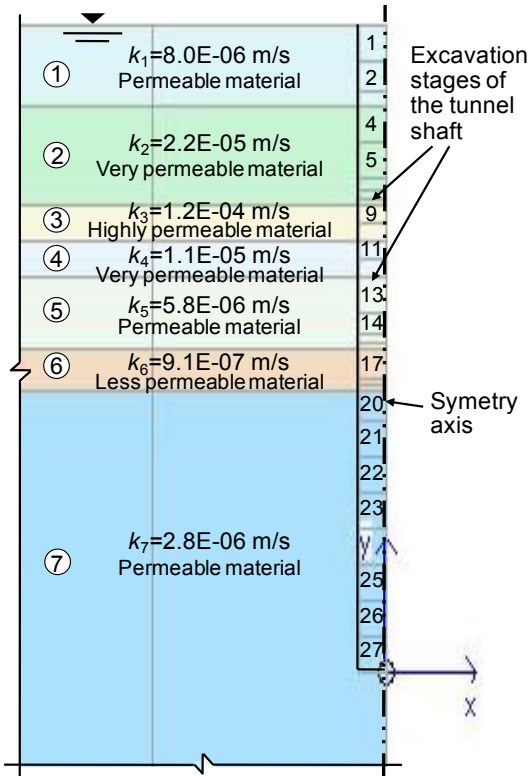 k1=8.0E-06 m/s
Permeable material
1
k2=2.2E-05 m/s
Very permeable material
2
k3=1.2E-04 m/s
Highly permeable material
3
k4=1.1E-05 m/s
Very permeable material
4
k5=5.8E-06 m/s
Permeable material
5
k6=9.1E-07 m/s
Less permeable material
6
k7=2.8E-06 m/s
Permeable material
7
1
2
4
5
9
11
13
14
17
20
21
22
23
y
25
26
27
x
Excavation
stages of
the tunnel
shaft
Symetry
axis